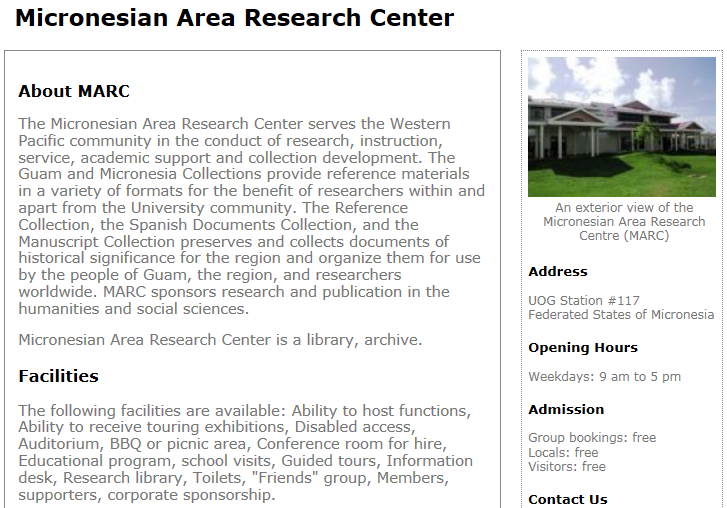 Micronesian Area Research Center
About MARC
The Micronesian Area Research Center serves the Western
Pacific community in the conduct of research, instruction,
service, academic support and collection development. The
Guam and Micronesia Collections provide reference materials
in a variety of formats for the benefit of researchers within and
apart from the University community. The Reference
Collection, the Spanish Documents Collection, and the
Manuscript Collection preserves and collects documents of
historical significance for the region and organize them for use
by the people of Guam, the region, and researchers
worldwide. MARC sponsors research and publication in the
humanities and social sciences.
Micronesian Area Research Center is a library, archive.
Facilities
The following facilities are available: Ability to host functions,
Ability to receive touring exhibitions, Disabled access,
Auditorium, BBQ or picnic area, Conference room for hire,
Educational program, school visits, Guided tours, Information
desk, Research library, Toilets, "Friends" group, Members,
supporters, corporate sponsorship.
An exterior view of the
Micronesian Area Research
Centre (MARC)
Address
UOG Station #117
Federated States of Micronesia
Opening Hours
Weekdays: 9 am to 5 pm
Admission
Group bookings: free
Locals: free
Visitors: free
Contact Us